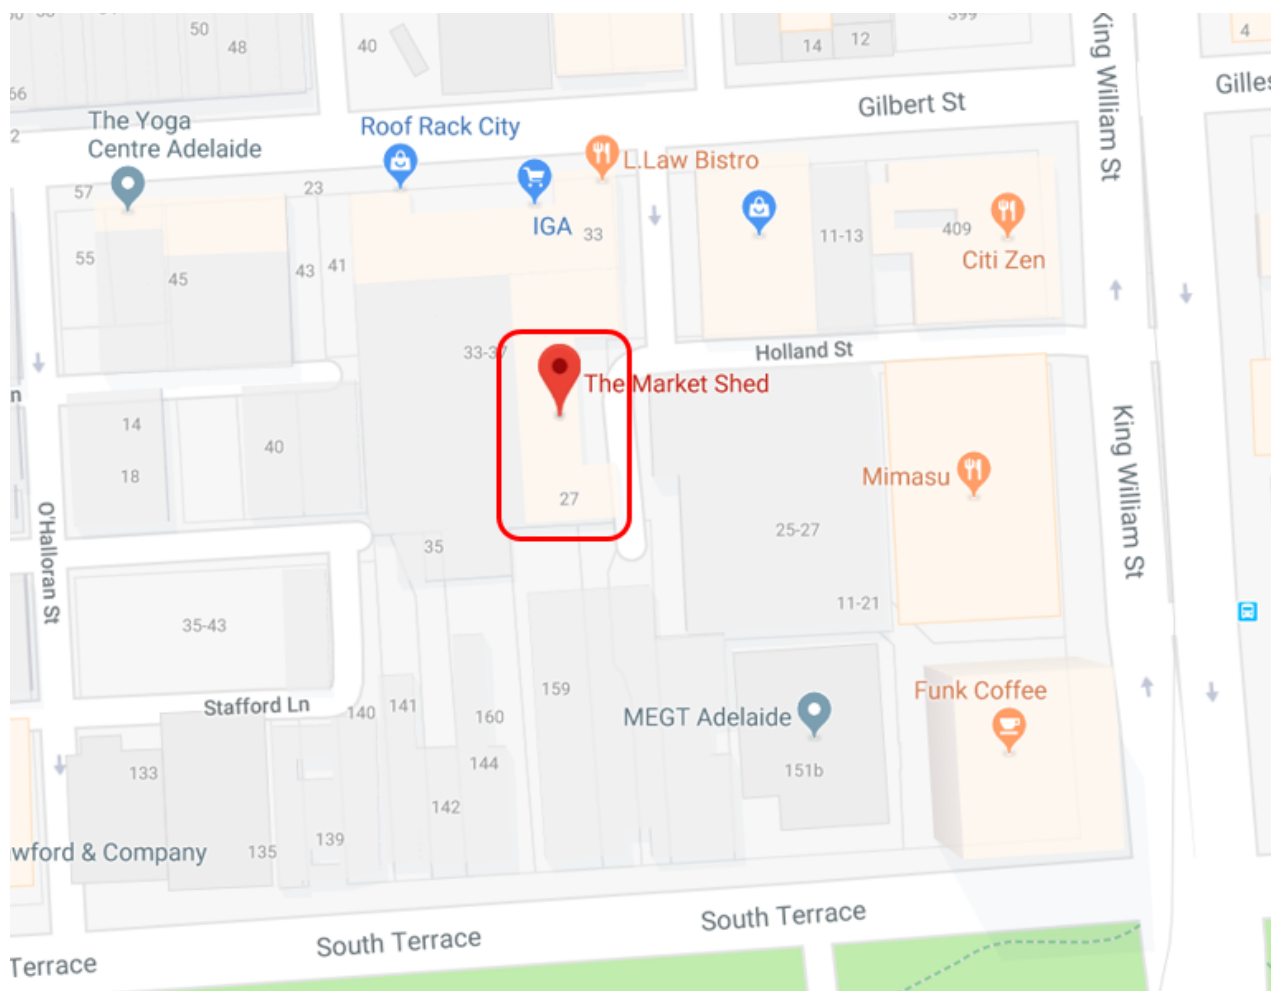 50
48
40
14
12
399
4
King William St
Gilles
Gilbert St
66
2
The Yoga
Centre Adelaide
Roof Rack City
L.Law Bistro
57
23
IGA
33
11-13
409
Citi Zen
55
45
43
41
33-37
Holland St
The Market Shed
n
14
18
40
27
Mimasu
King William St
25-27
35
O'Halloran St
11-21
35-43
Stafford Ln
140
141
160
159
MEGT Adelaide
Funk Coffee
133
144
151b
142
139
135
wford & Company
South Terrace
South Terrace
Terrace